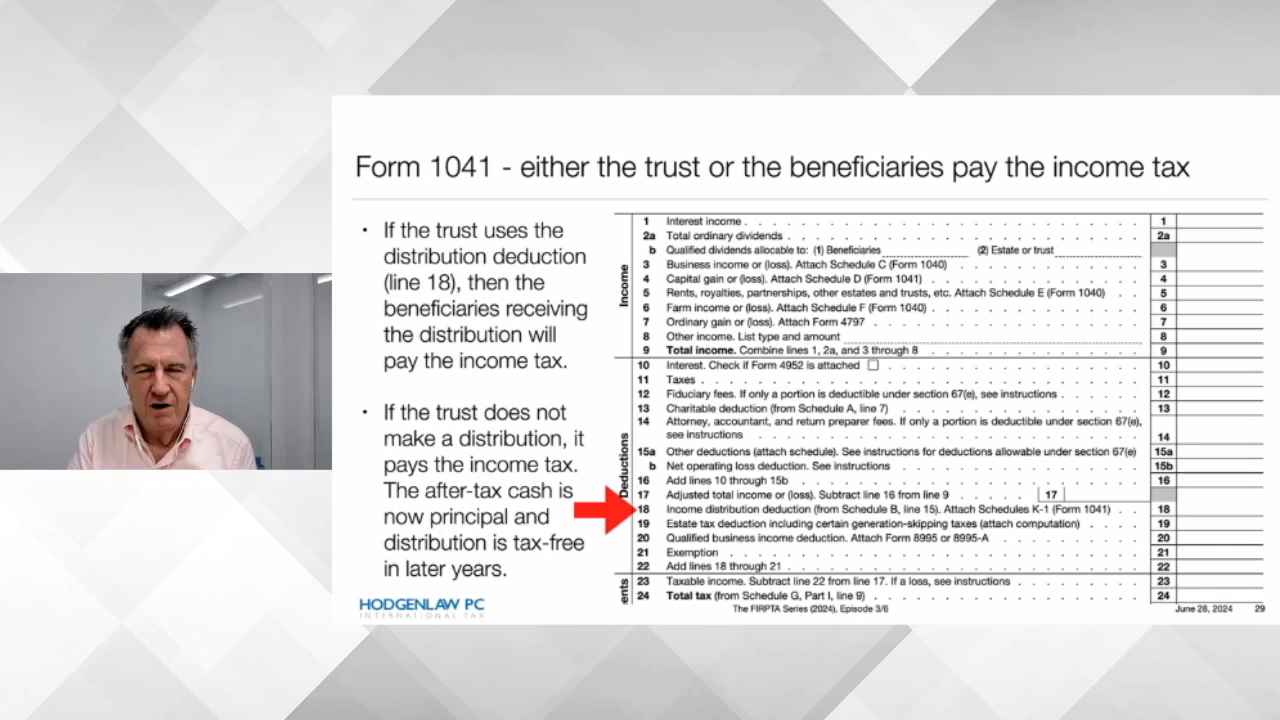 Form 1041 - either the trust or the beneficiaries pay the income tax
• If the trust uses the
distribution deduction
(line 18), then the
beneficiaries receiving
the distribution will
pay the income tax.
• If the trust does not
make a distribution, it
pays the income tax.
The after-tax cash is
now principal and
distribution is tax-free
in later years.
Income
1 Interest income . . . . . . . . . . 1
2a Total ordinary dividends . . . . . . . . . . 2a
b Qualified dividends allocable to: (1) Beneficiaries (2) Estate or trust
3 Business income or (loss). Attach Schedule C (Form 1040) . . . . . . . . . . 3
4 Capital gain or (loss). Attach Schedule D (Form 1041) . . . . . . . . . . 4
5 Rents, royalties, partnerships, other estates and trusts, etc. Attach Schedule E (Form 1040) . . 5
6 Farm income or (loss). Attach Schedule F (Form 1040) . . . . . . . . . . 6
7 Ordinary gain or (loss). Attach Form 4797 . . . . . . . . . . 7
8 Other income. List type and amount 8
9 Total income. Combine lines 1, 2a, and 3 through 8 . . . . . . . . . . 9
Deductions
10 Interest. Check if Form 4952 is attached ☐ . . . . . . . . . . 10
11 Taxes . . . . . . . . . . 11
12 Fiduciary fees. If only a portion is deductible under section 67(e), see instructions . . . . . 12
13 Charitable deduction (from Schedule A, line 7) . . . . . . . . . . 13
14 Attorney, accountant, and return preparer fees. If only a portion is deductible under section 67(e),
see instructions . . . . . . . . . . 14
15a Other deductions (attach schedule). See instructions for deductions allowable under section 67(e) 15a
b Net operating loss deduction. See instructions . . . . . . . . . . 15b
16 Add lines 10 through 15b . . . . . . . . . . 16
17 Adjusted total income or (loss). Subtract line 16 from line 9 . . . . . 17
18 Income distribution deduction (from Schedule B, line 15). Attach Schedules K-1 (Form 1041) . . 18
19 Estate tax deduction including certain generation-skipping taxes (attach computation) . . . . 19
20 Qualified business income deduction. Attach Form 8995 or 8995-A . . . . . . . . . . 20
21 Exemption . . . . . . . . . . 21
22 Add lines 18 through 21 . . . . . . . . . . 22
ents
23 Taxable income. Subtract line 22 from line 17. If a loss, see instructions . . . . . . . . 23
24 Total tax (from Schedule G, Part I, line 9) . . . . . . . . . . 24
HODGENLAW PC
INTERNATIONAL TAX
The FIRPTA Series (2024), Episode 3/6
June 28, 2024 29